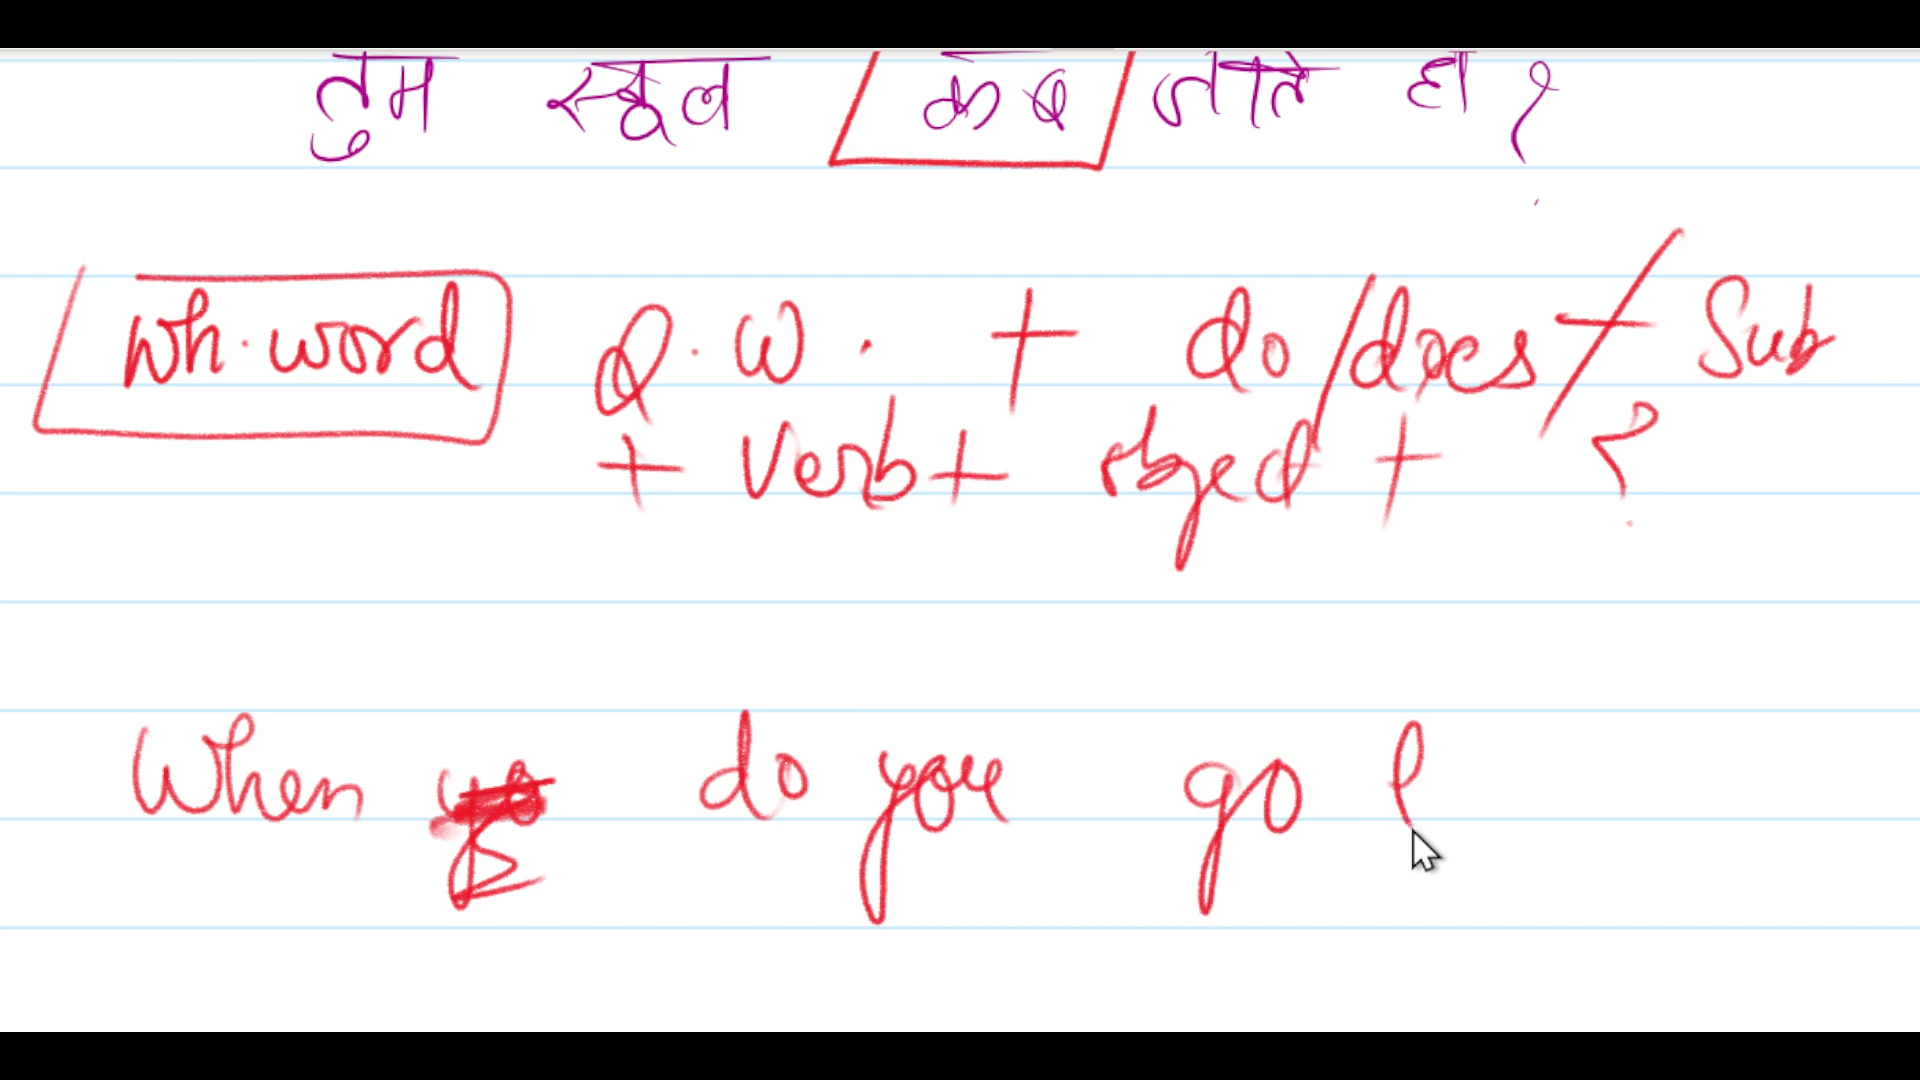 तुम स्कूल कब जाते हो ?
Wh. word Q. W. + do/does + Sub
+ Verb + object + ?
When do you go